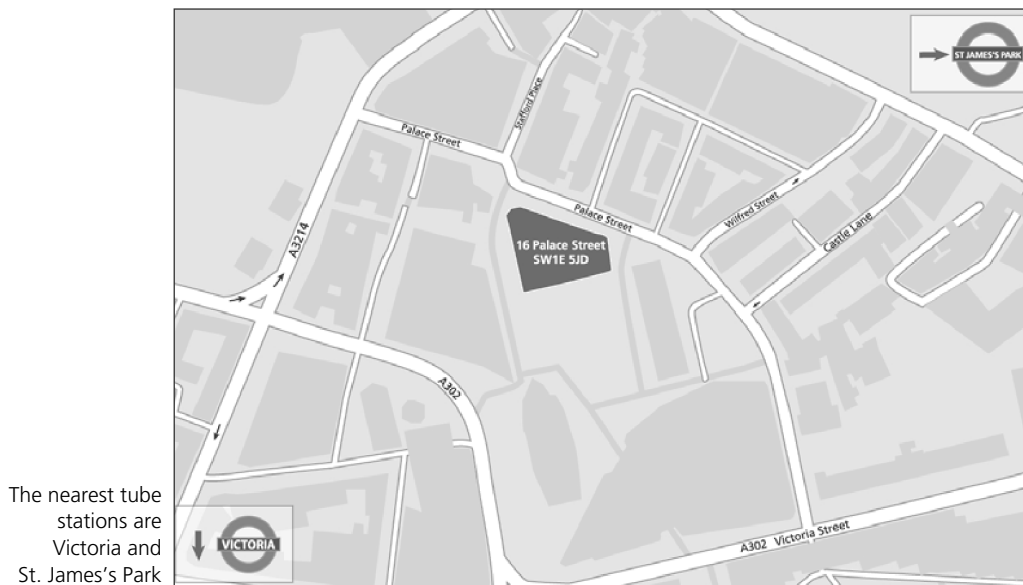 ST JAMES'S PARK
Stafford Place
Palace Street
Palace Street
Wilfred Street
Castle Lane
16 Palace Street
SW1E 5JD
A3214
A302
VICTORIA
A302 Victoria Street
The nearest tube
stations are
Victoria and
St. James's Park